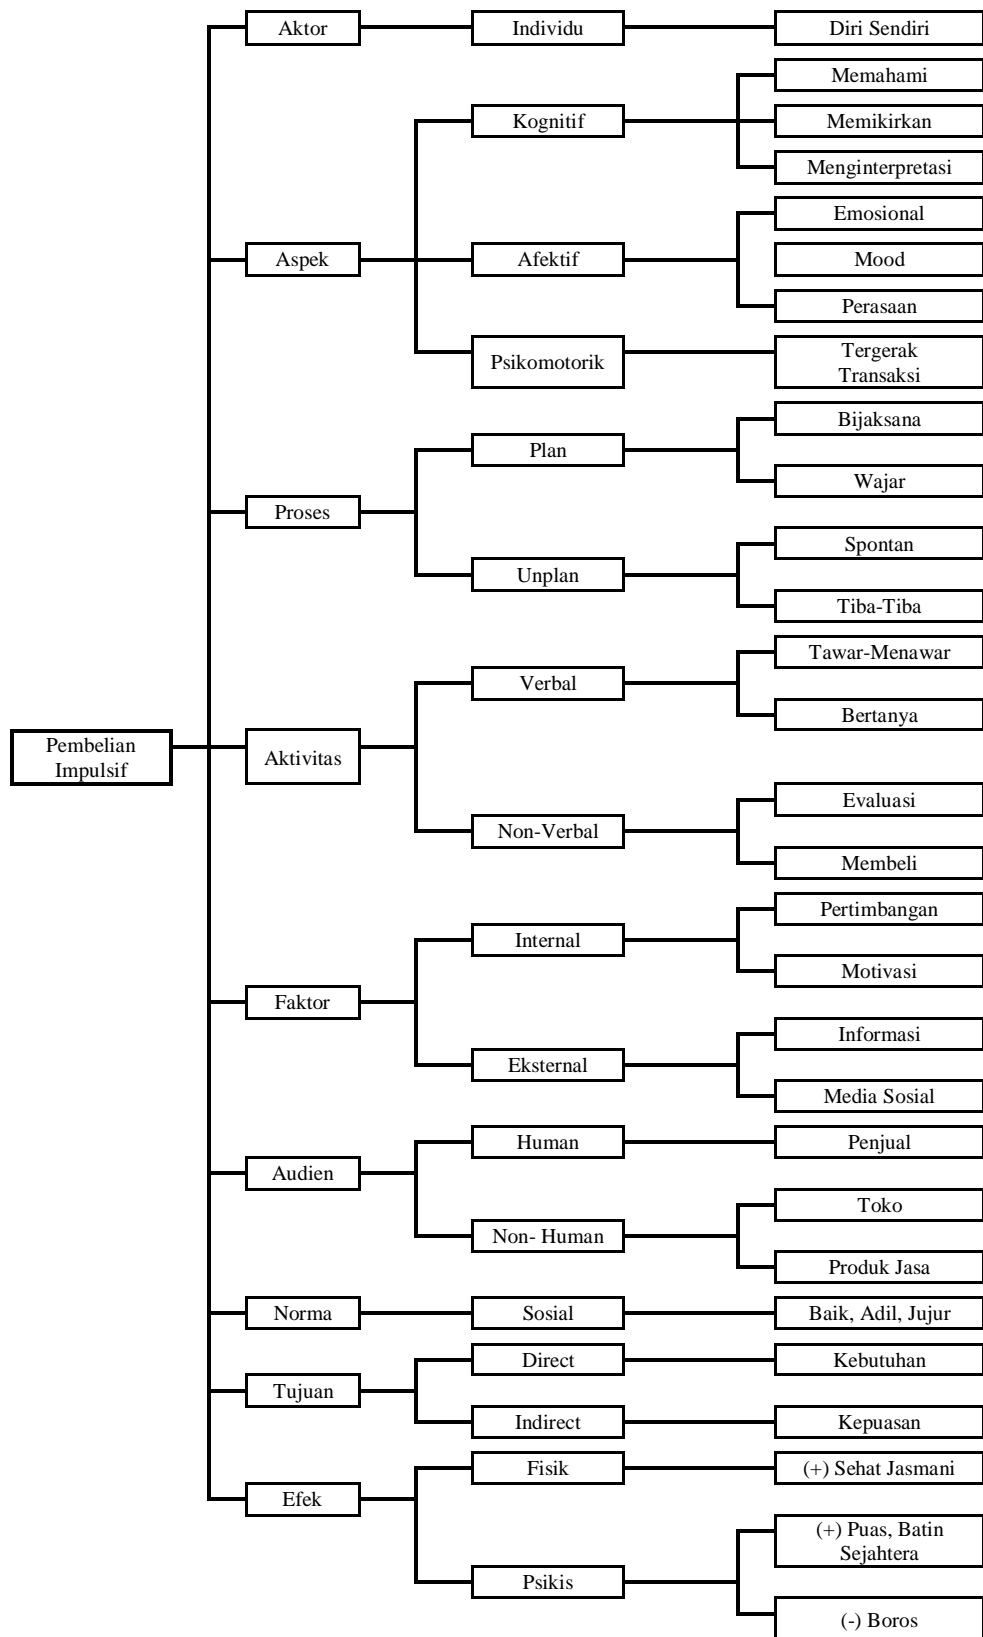 Aktor
Individu
Diri Sendiri
Memahami
Kognitif
Memikirkan
Menginterpretasi
Emosional
Aspek
Afektif
Mood
Perasaan
Psikomotorik
Tergerak
Transaksi
Bijaksana
Plan
Wajar
Proses
Spontan
Unplan
Tiba-Tiba
Tawar-Menawar
Verbal
Bertanya
Pembelian
Impulsif
Aktivitas
Evaluasi
Non-Verbal
Membeli
Pertimbangan
Internal
Motivasi
Faktor
Informasi
Eksternal
Media Sosial
Human
Penjual
Audien
Toko
Non- Human
Produk Jasa
Norma
Sosial
Baik, Adil, Jujur
Direct
Kebutuhan
Tujuan
Indirect
Kepuasan
Fisik
(+) Sehat Jasmani
Efek
(+) Puas, Batin
Sejahtera
Psikis
(-) Boros